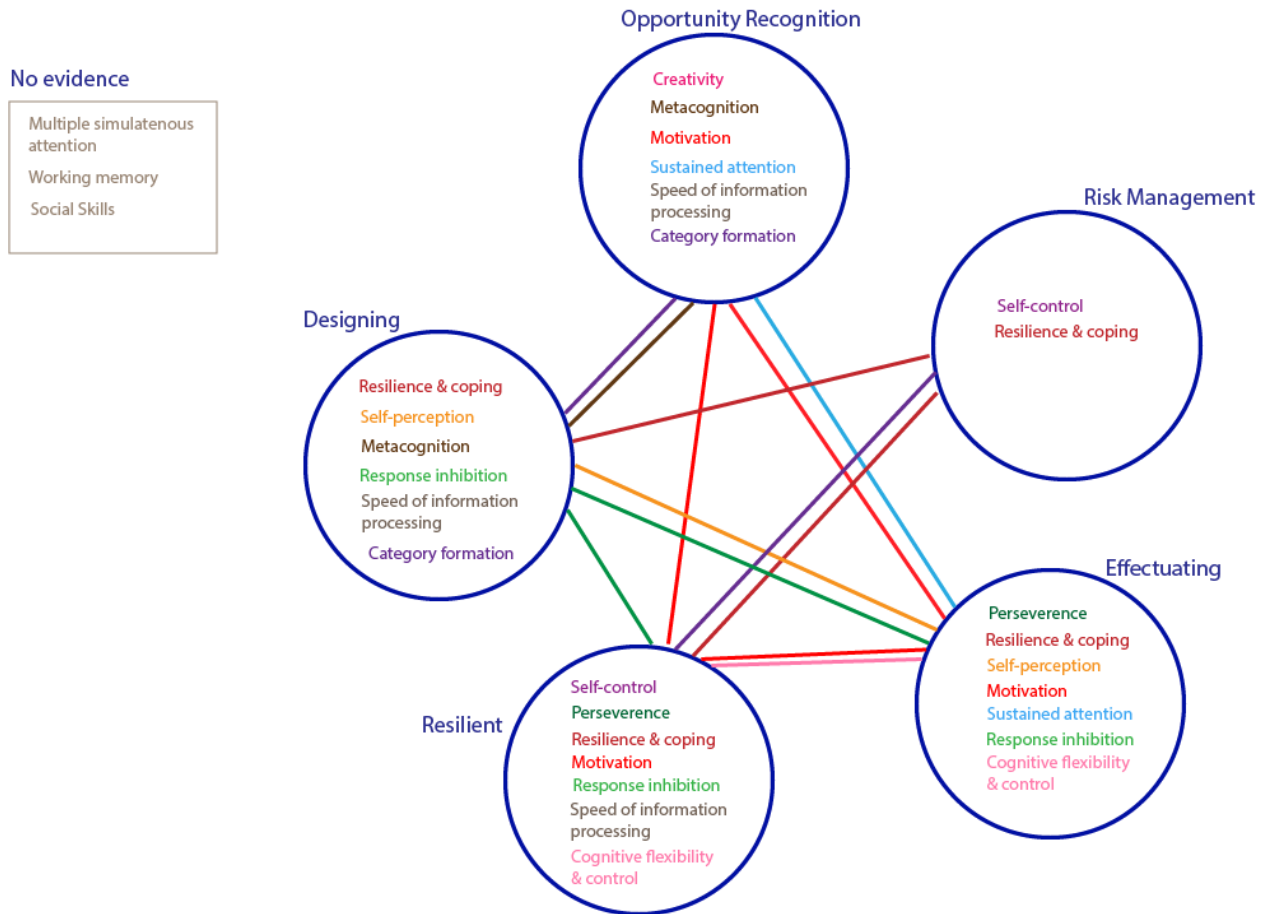 Opportunity Recognition
Creativity
Metacognition
Motivation
Sustained attention
Speed of information
processing
Category formation
No evidence
Multiple simulatenous
attention
Working memory
Social Skills
Risk Management
Self-control
Resilience & coping
Designing
Resilience & coping
Self-perception
Metacognition
Response inhibition
Speed of information
processing
Category formation
Effectuating
Perseverence
Resilience & coping
Self-perception
Motivation
Sustained attention
Response inhibition
Cognitive flexibility
& control
Resilient
Self-control
Perseverence
Resilience & coping
Motivation
Response inhibition
Speed of information
processing
Cognitive flexibility
& control